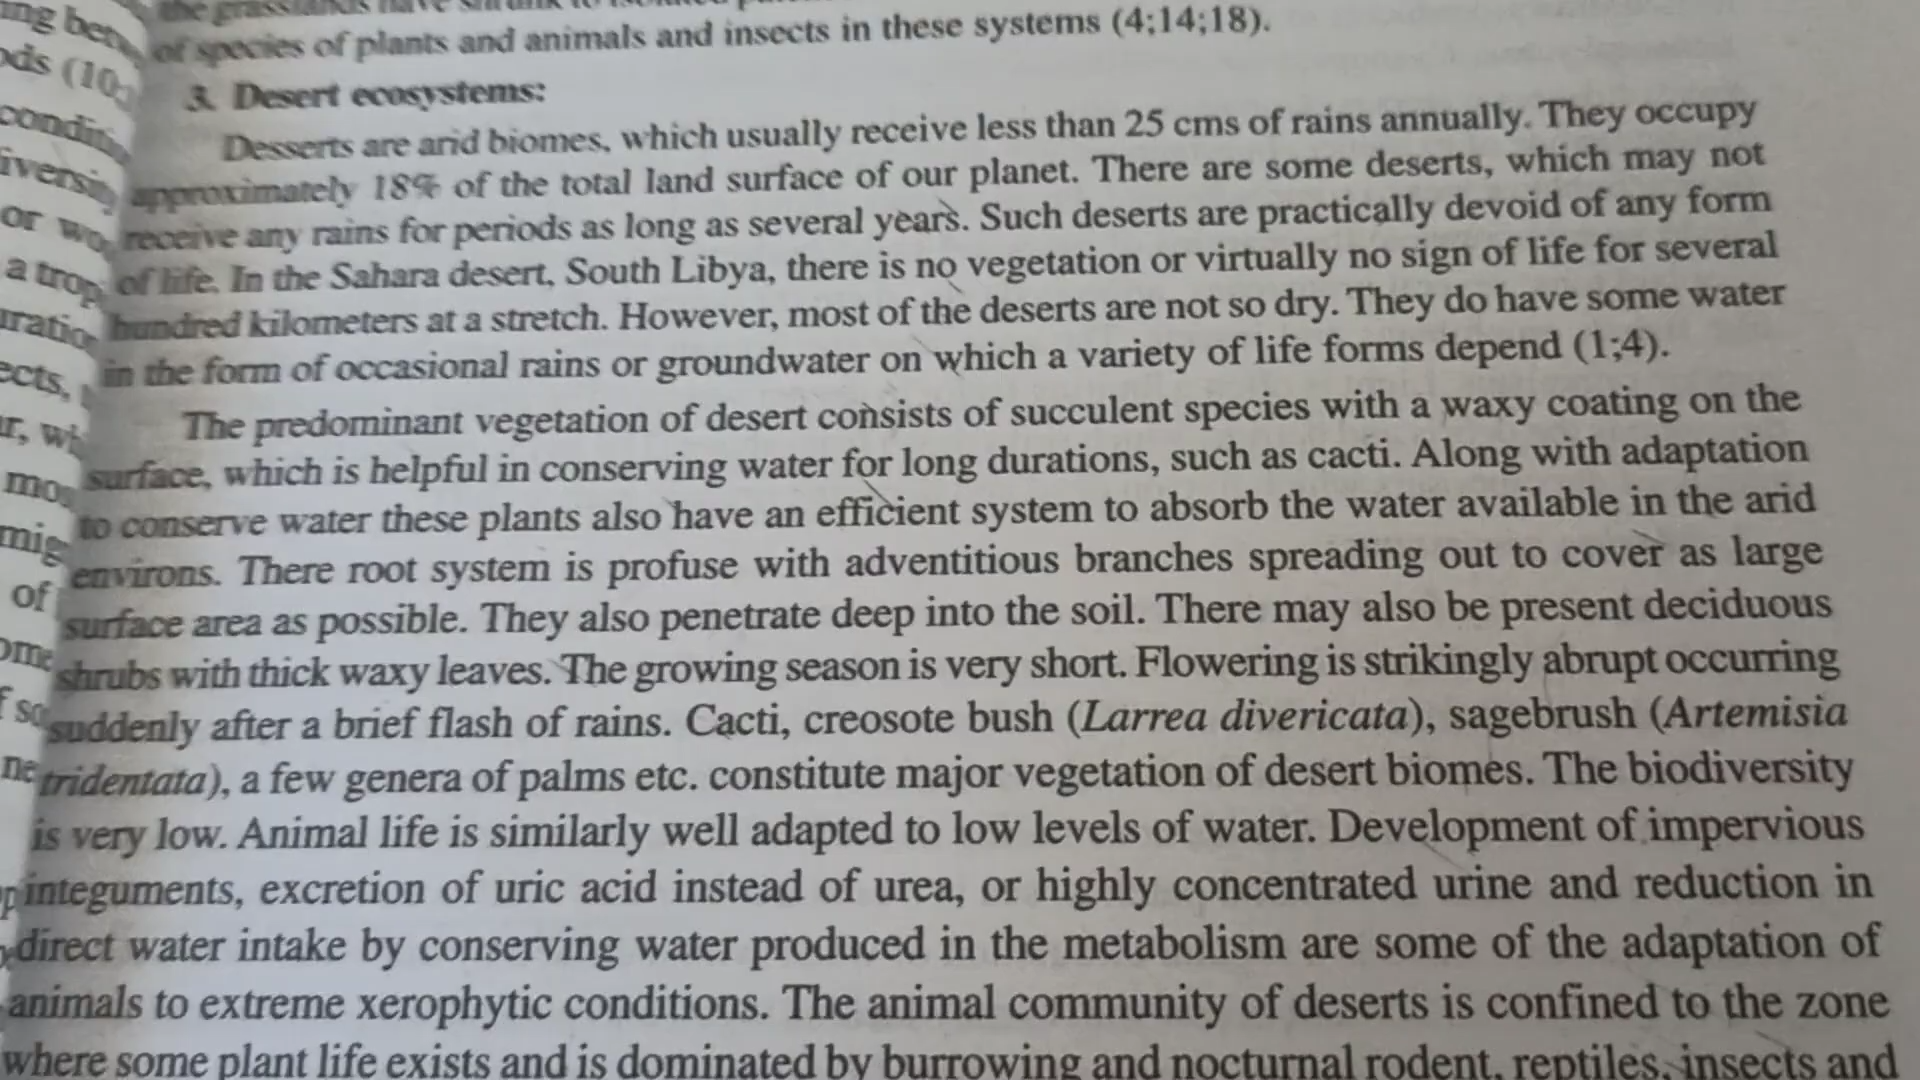 the grasslands have shrunk to isolated
of species of plants and animals and insects in these systems (4;14;18).
3. Desert ecosystems:
Desserts are arid biomes, which usually receive less than 25 cms of rains annually. They occupy
approximately 18% of the total land surface of our planet. There are some deserts, which may not
receive any rains for periods as long as several years. Such deserts are practically devoid of any form
of life. In the Sahara desert, South Libya, there is no vegetation or virtually no sign of life for several
hundred kilometers at a stretch. However, most of the deserts are not so dry. They do have some water
in the form of occasional rains or groundwater on which a variety of life forms depend (1;4).
The predominant vegetation of desert consists of succulent species with a waxy coating on the
surface, which is helpful in conserving water for long durations, such as cacti. Along with adaptation
to conserve water these plants also have an efficient system to absorb the water available in the arid
environs. There root system is profuse with adventitious branches spreading out to cover as large
surface area as possible. They also penetrate deep into the soil. There may also be present deciduous
shrubs with thick waxy leaves. The growing season is very short. Flowering is strikingly abrupt occurring
suddenly after a brief flash of rains. Cacti, creosote bush (Larrea divericata), sagebrush (Artemisia
tridentata), a few genera of palms etc. constitute major vegetation of desert biomes. The biodiversity
is very low. Animal life is similarly well adapted to low levels of water. Development of impervious
integuments, excretion of uric acid instead of urea, or highly concentrated urine and reduction in
direct water intake by conserving water produced in the metabolism are some of the adaptation of
animals to extreme xerophytic conditions. The animal community of deserts is confined to the zone
where some plant life exists and is dominated by burrowing and nocturnal rodent, reptiles, insects and